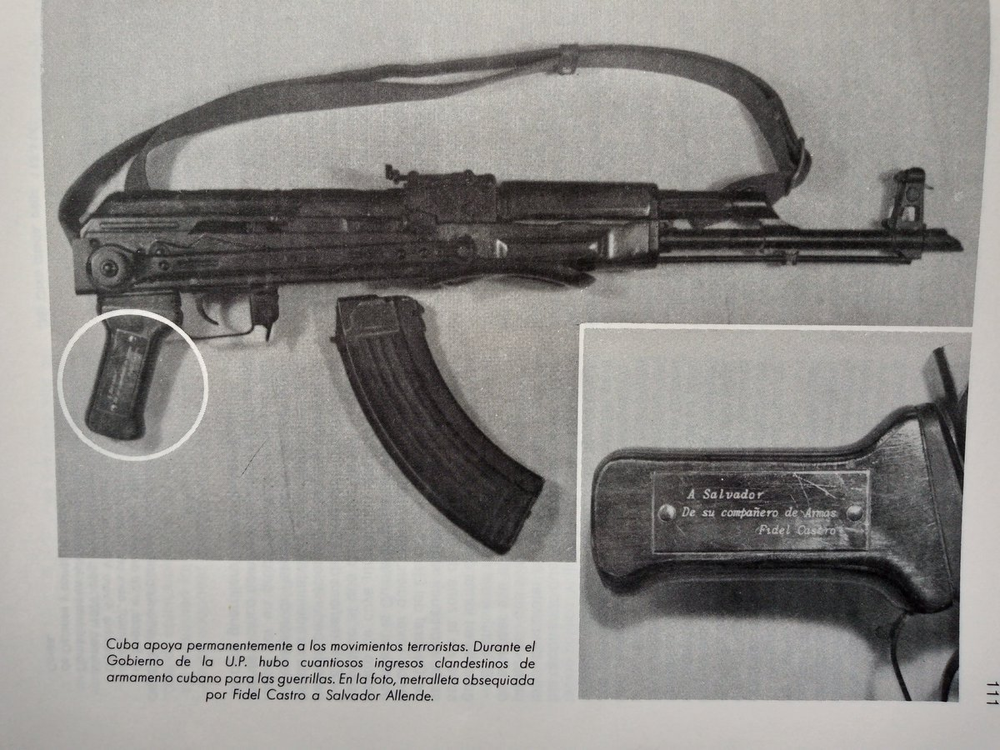 A Salvador
De su compañero de Armas
Fidel Castro
Cuba apoya permanentemente a los movimientos terroristas. Durante el
Gobierno de la U.P. hubo cuantiosos ingresos clandestinos de
armamento cubano para las guerrillas. En la foto, metralleta obsequiada
por Fidel Castro a Salvador Allende.
111